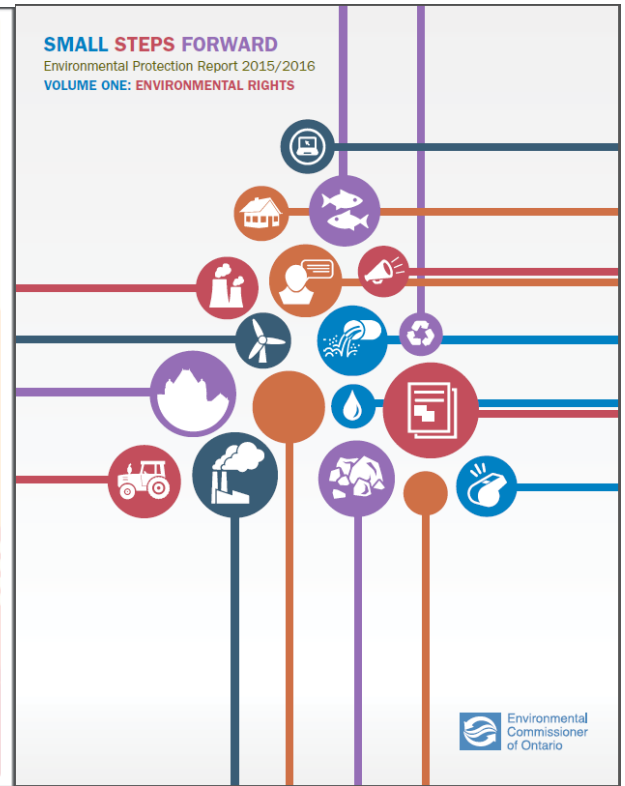 SMALL STEPS FORWARD
Environmental Protection Report 2015/2016
VOLUME ONE: ENVIRONMENTAL RIGHTS
Environmental
Commissioner
of Ontario